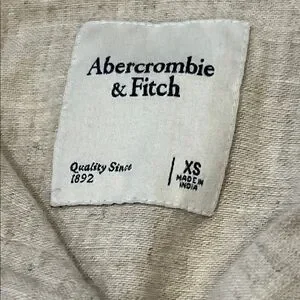 Abercrombie
& Fitch
Quality Since
1892
XS
MADE IN
INDIA